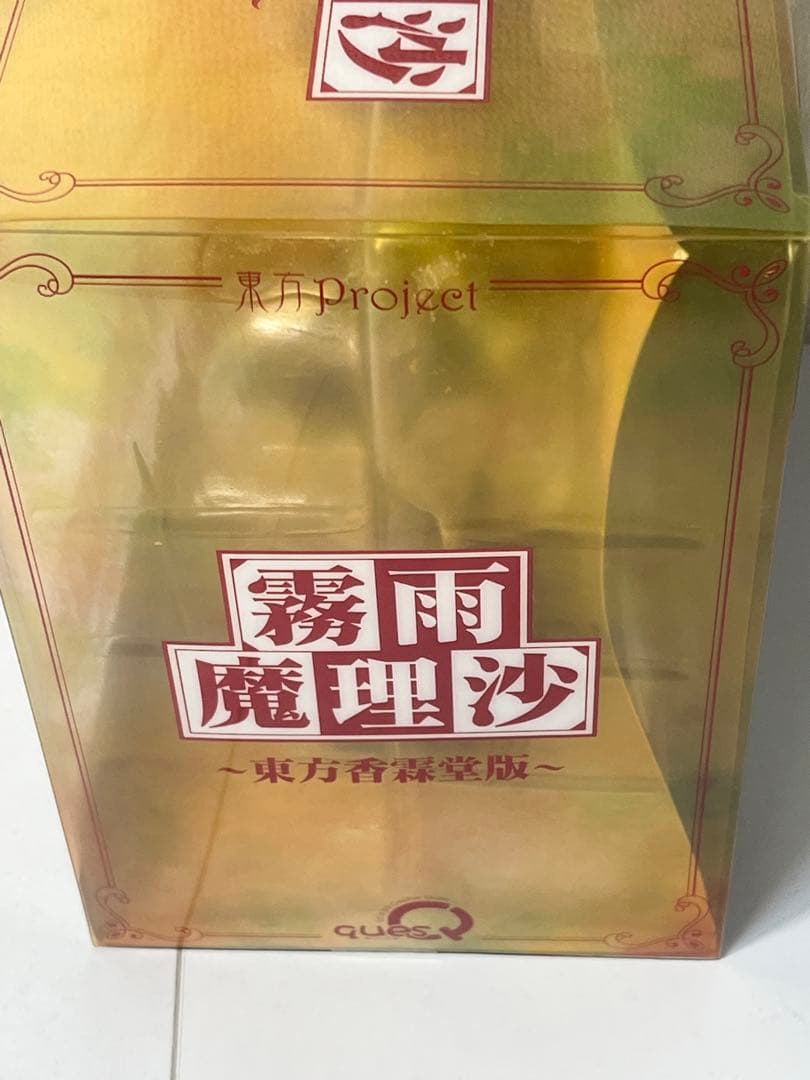 沙
東方Project
霧雨
魔理沙
~東方香霖堂版~
quesQ